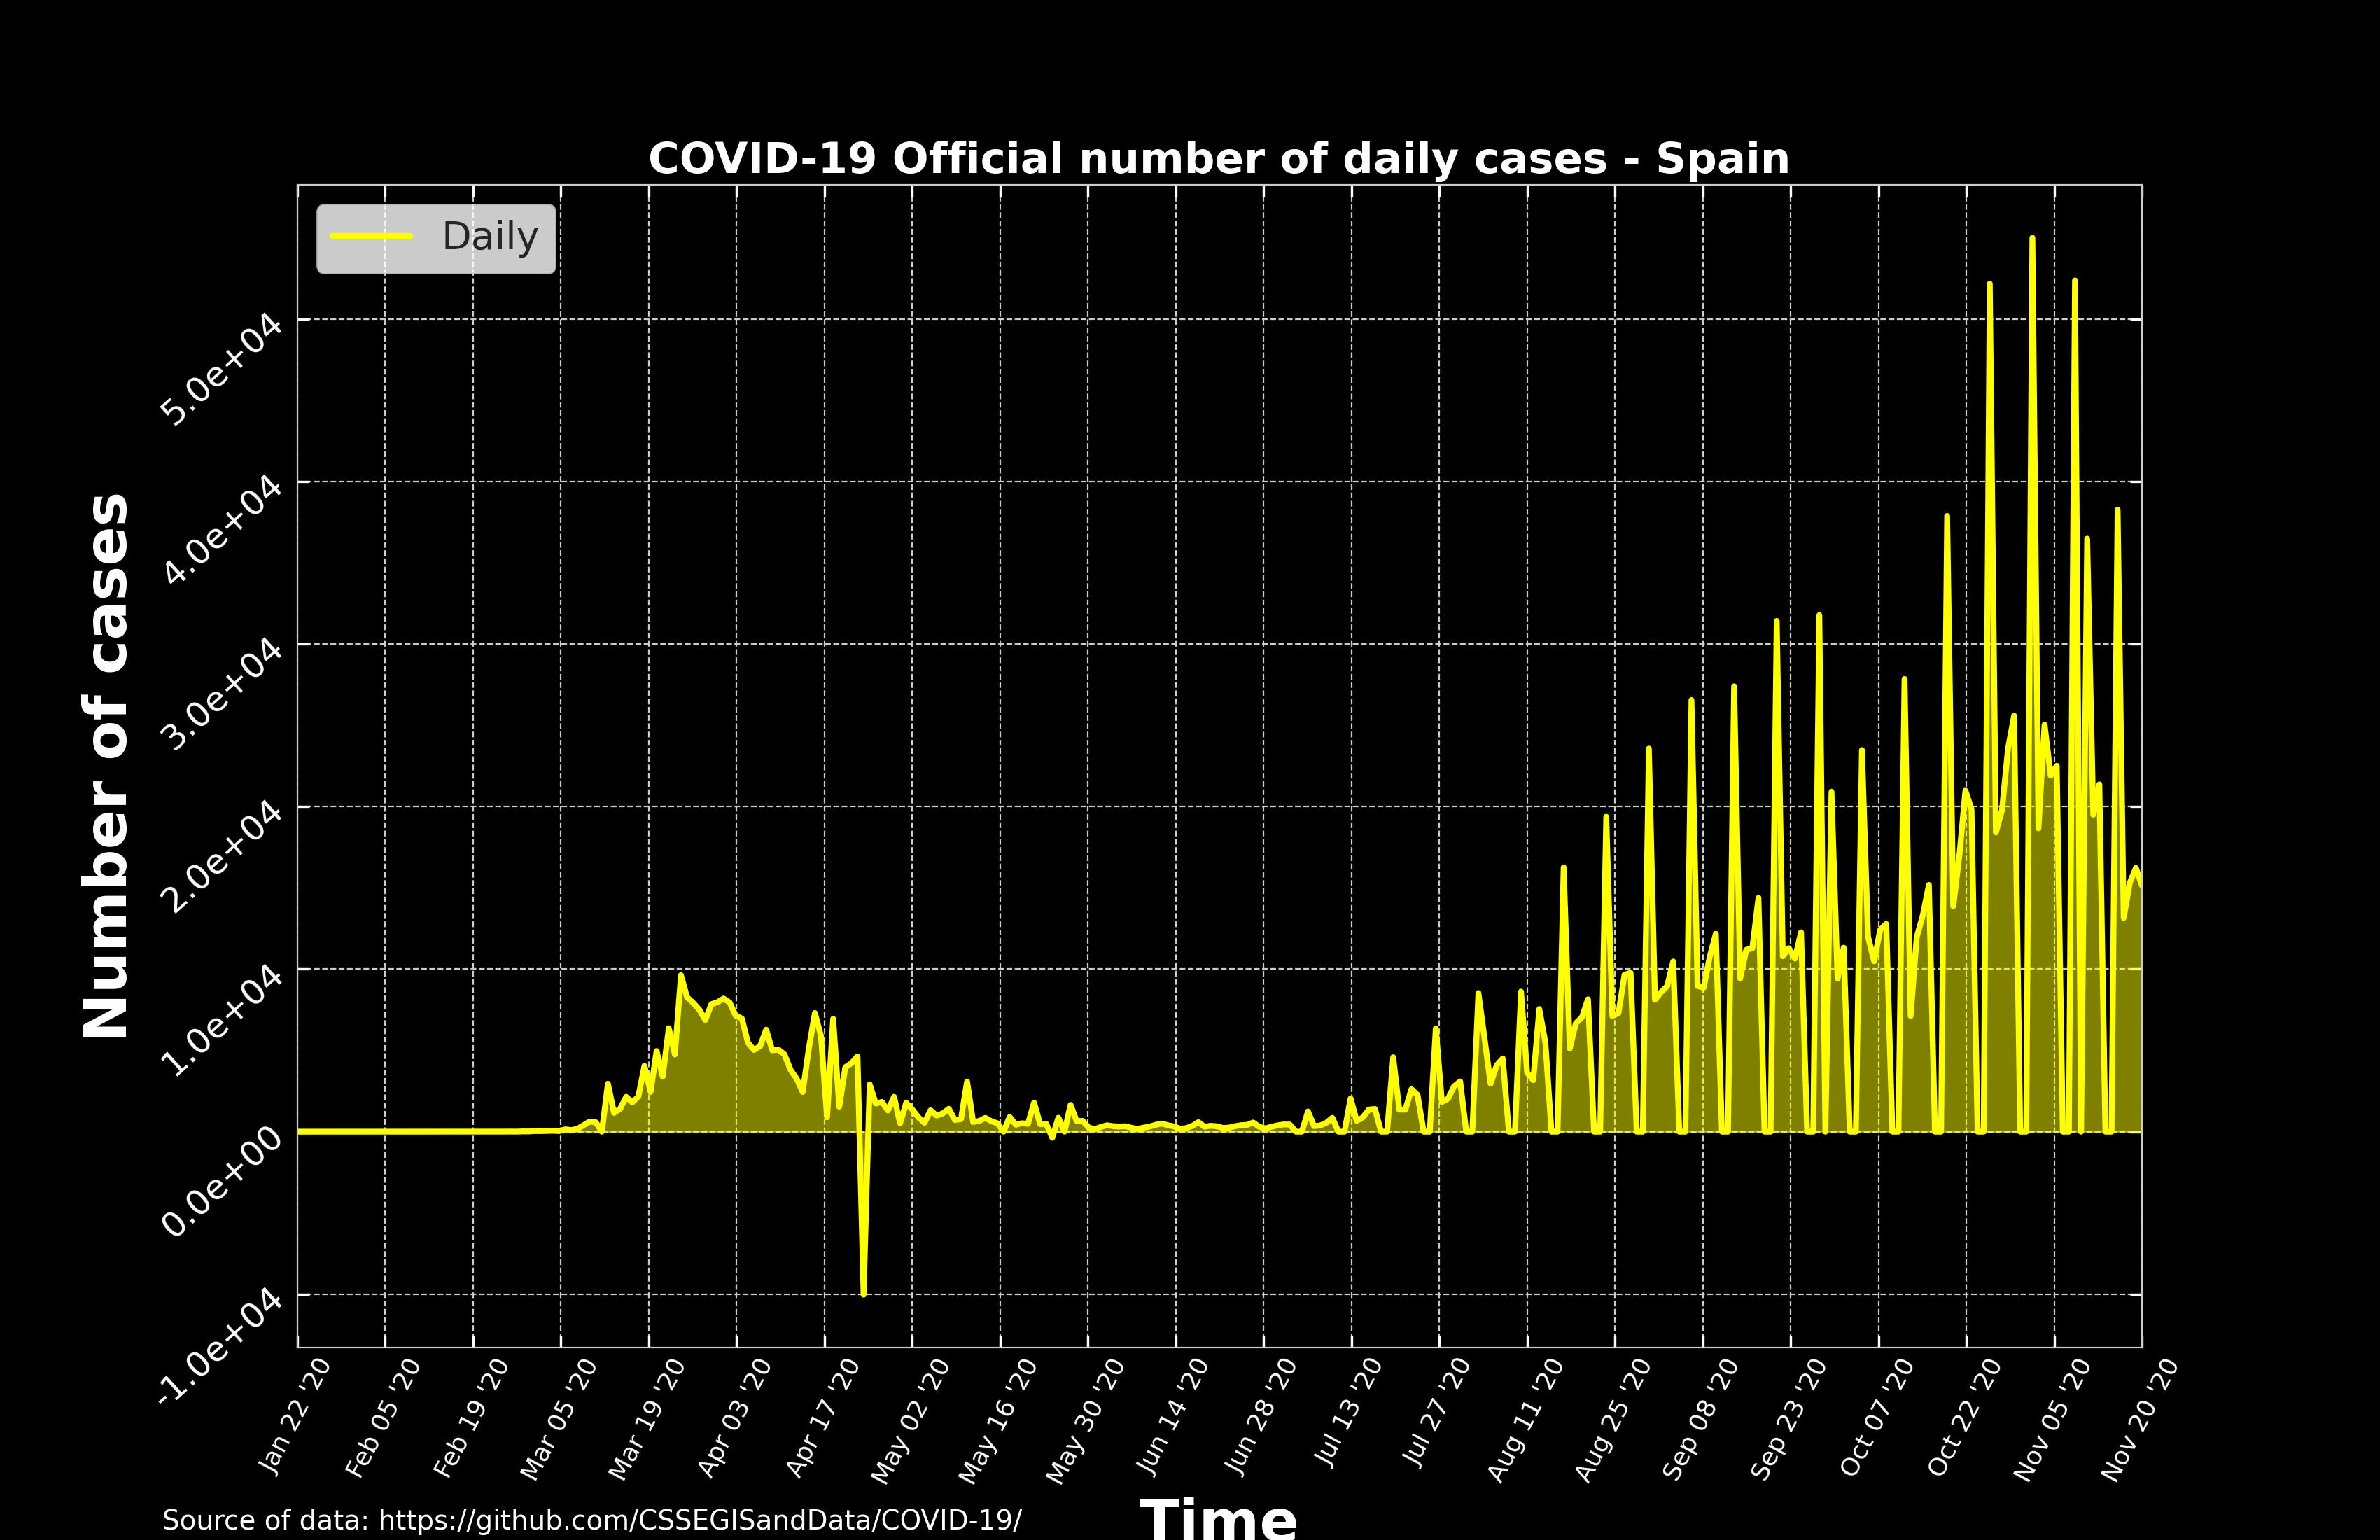 COVID-19 Official number of daily cases - Spain
Daily
Number of cases
5.0e+04
4.0e+04
3.0e+04
2.0e+04
1.0e+04
0.0e+00
-1.0e+04
Jan 22 '20
Feb 05 '20
Feb 19 '20
Mar 05 '20
Mar 19 '20
Apr 03 '20
Apr 17 '20
May 02 '20
May 16 '20
May 30 '20
Jun 14 '20
Jun 28 '20
Jul 13 '20
Jul 27 '20
Aug 11 '20
Aug 25 '20
Sep 08 '20
Sep 23 '20
Oct 07 '20
Oct 22 '20
Nov 05 '20
Nov 20 '20
Time
Source of data: https://github.com/CSSEGISandData/COVID-19/